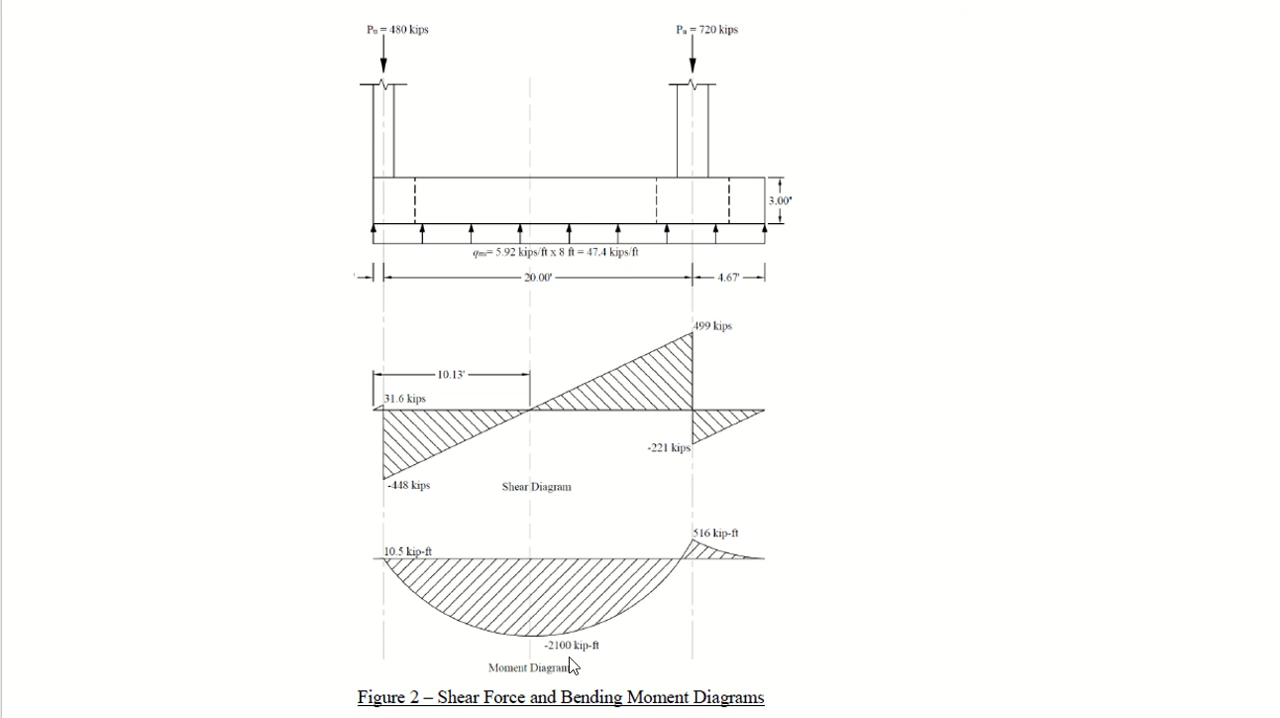 Pu = 480 kips
Pu = 720 kips
3.00'
qnu= 5.92 kips/ft x 8 ft = 47.4 kips/ft
'
20.00'
4.67'
499 kips
10.13'
31.6 kips
-221 kips
-448 kips
Shear Diagram
516 kip-ft
10.5 kip-ft
-2100 kip-ft
Moment Diagram
Figure 2 – Shear Force and Bending Moment Diagrams